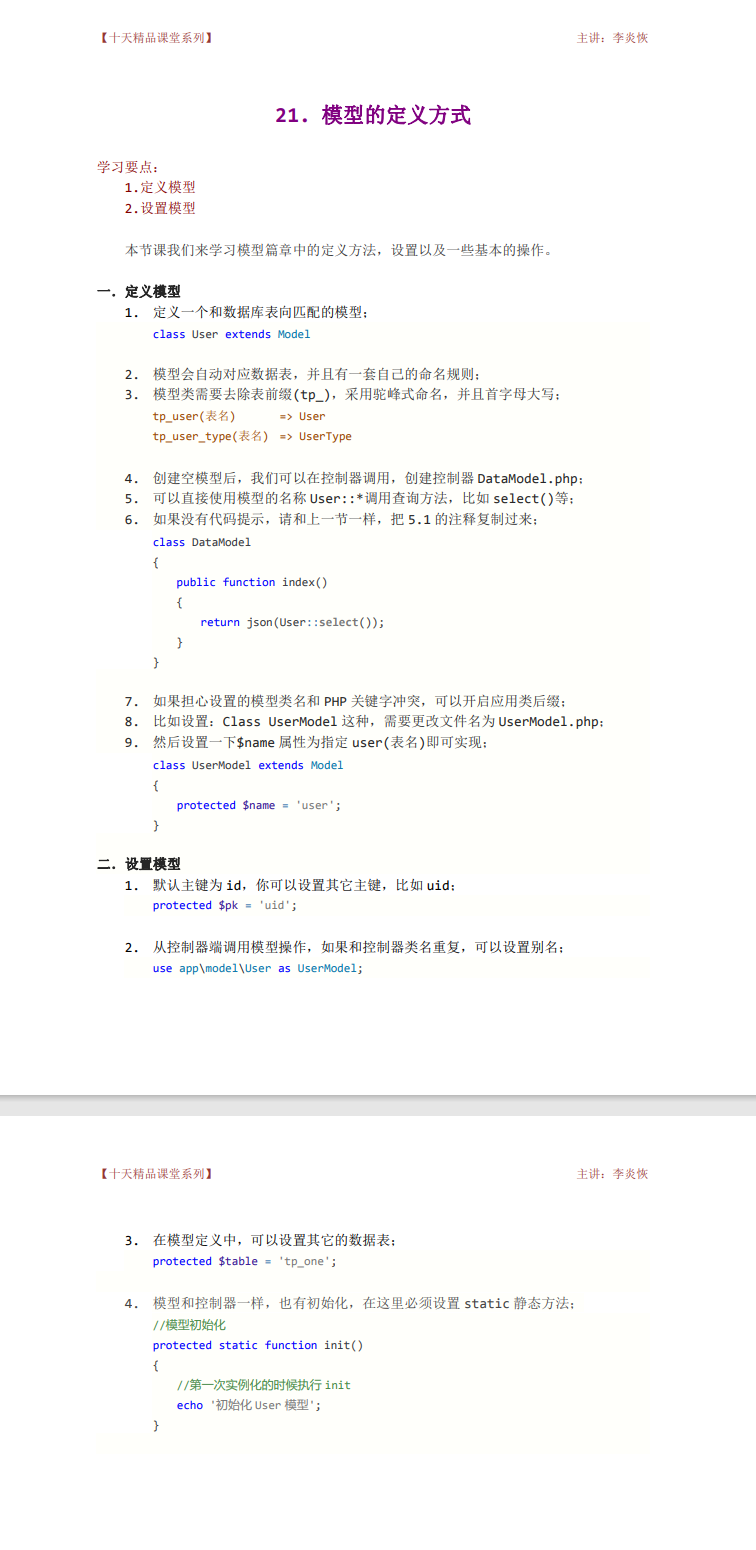 【十天精品课堂系列】 主讲：李炎恢
21．模型的定义方式
学习要点：
1.定义模型
2.设置模型
本节课我们来学习模型篇章中的定义方法，设置以及一些基本的操作。
一．定义模型
1. 定义一个和数据库表向匹配的模型；
class User extends Model
2. 模型会自动对应数据表，并且有一套自己的命名规则；
3. 模型类需要去除表前缀(tp_)，采用驼峰式命名，并且首字母大写；
tp_user(表名) => User
tp_user_type(表名) => UserType
4. 创建空模型后，我们可以在控制器调用，创建控制器 DataModel.php；
5. 可以直接使用模型的名称 User::*调用查询方法，比如 select()等；
6. 如果没有代码提示，请和上一节一样，把 5.1 的注释复制过来；
class DataModel
{
public function index()
{
return json(User::select());
}
}
7. 如果担心设置的模型类名和 PHP 关键字冲突，可以开启应用类后缀；
8. 比如设置：Class UserModel 这种，需要更改文件名为 UserModel.php；
9. 然后设置一下$name 属性为指定 user(表名)即可实现；
class UserModel extends Model
{
protected $name = 'user';
}
二．设置模型
1. 默认主键为 id，你可以设置其它主键，比如 uid；
protected $pk = 'uid';
2. 从控制器端调用模型操作，如果和控制器类名重复，可以设置别名；
use app\model\User as UserModel;
【十天精品课堂系列】 主讲：李炎恢
3. 在模型定义中，可以设置其它的数据表；
protected $table = 'tp_one';
4. 模型和控制器一样，也有初始化，在这里必须设置 static 静态方法；
//模型初始化
protected static function init()
{
//第一次实例化的时候执行 init
echo '初始化 User 模型';
}